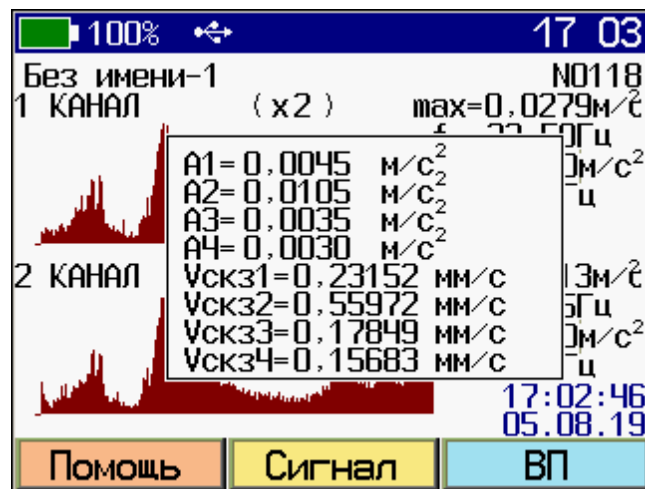 100% 17 03
Без имени-1 N0118
1 КАНАЛ (x2) max=0,0279м/с²
A1=0,0045 м/с²
A2=0,0105 м/с²
A3=0,0035 м/с²
A4=0,0030 м/с²
Vскз1=0,23152 мм/с
2 КАНАЛ
Vскз2=0,55972 мм/с
Vскз3=0,17849 мм/с
Vскз4=0,15683 мм/с
17:02:46
05.08.19
Помощь Сигнал ВП